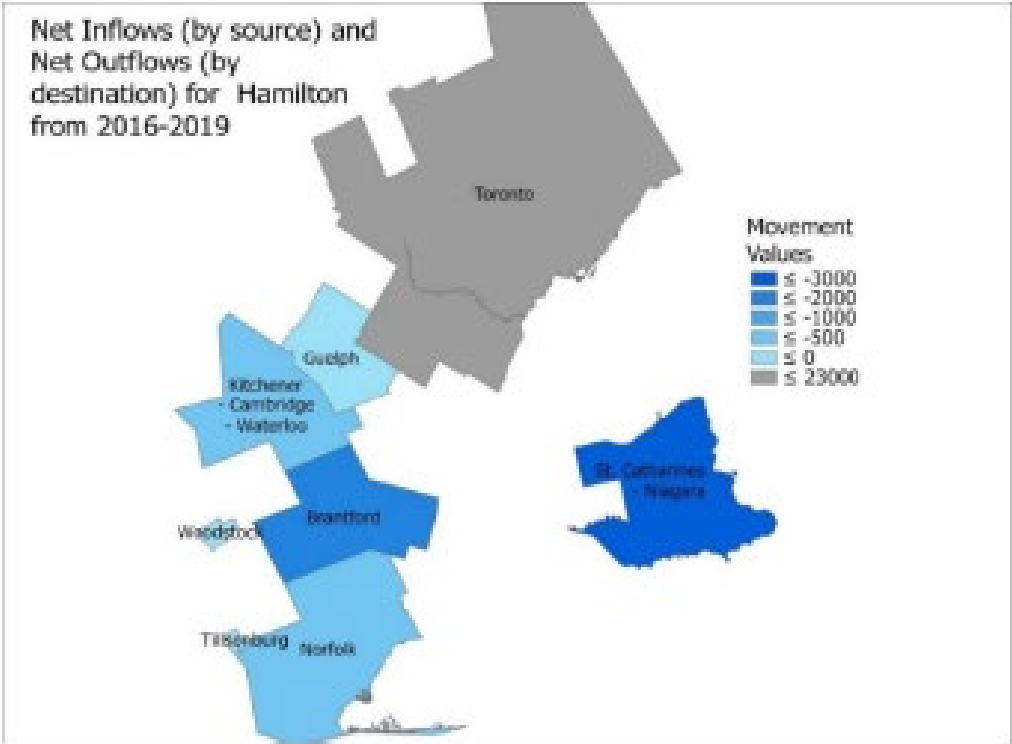 Net Inflows (by source) and
Net Outflows (by
destination) for Hamilton
from 2016-2019
Toronto
Movement
Values
≤ -3000
≤ -2000
≤ -1000
≤ -500
≤ 0
≤ 23000
Guelph
Kitchener
- Cambridge
- Waterloo
St. Catharines
- Niagara
Brantford
Woodstock
Tillsonburg
Norfolk